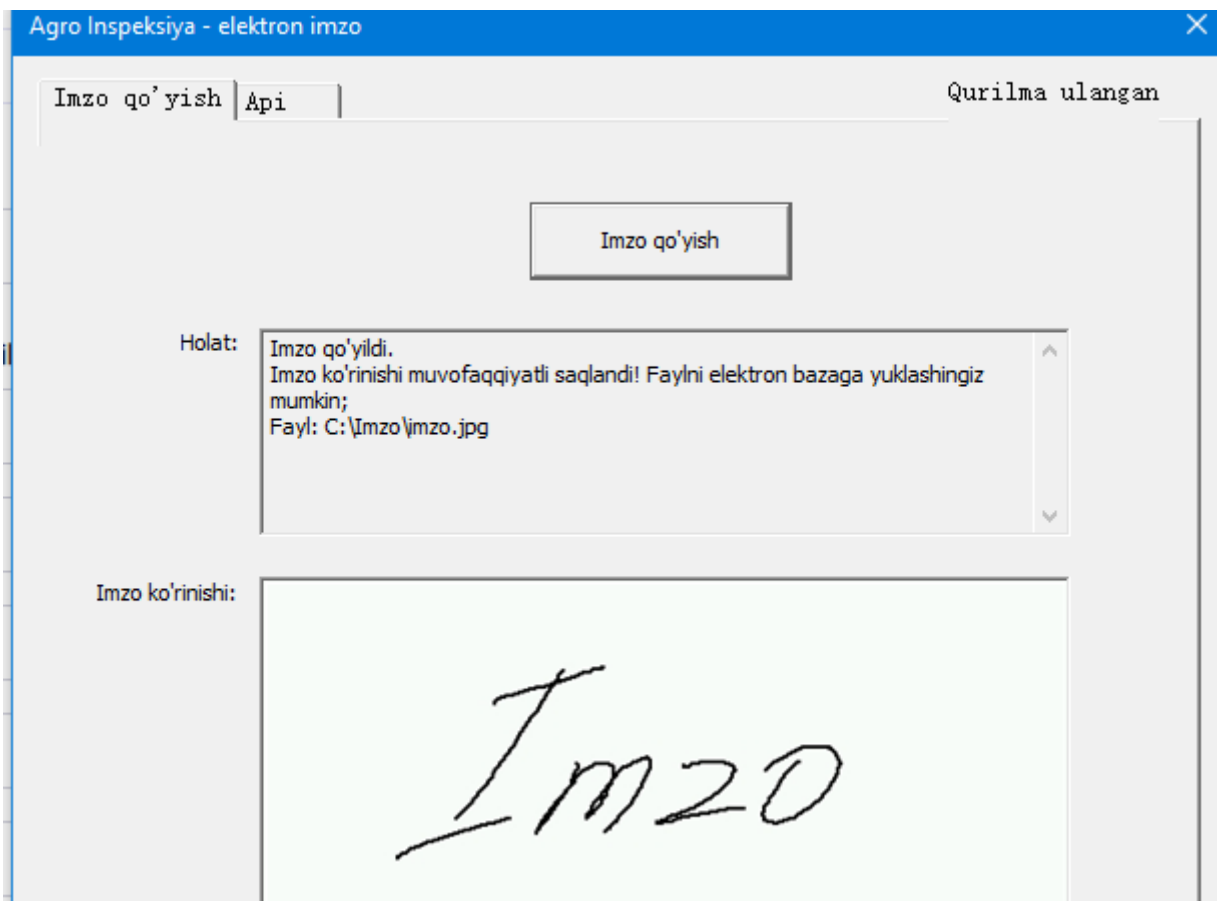 Agro Inspeksiya - elektron imzo
Imzo qo'yish
Api
Qurilma ulangan
Imzo qo'yish
Holat:
Imzo qo'yildi.
Imzo ko'rinishi muvofaqqiyatli saqlandi! Faylni elektron bazaga yuklashingiz
mumkin;
Fayl: C:\Imzo\imzo.jpg
Imzo ko'rinishi:
Imzo